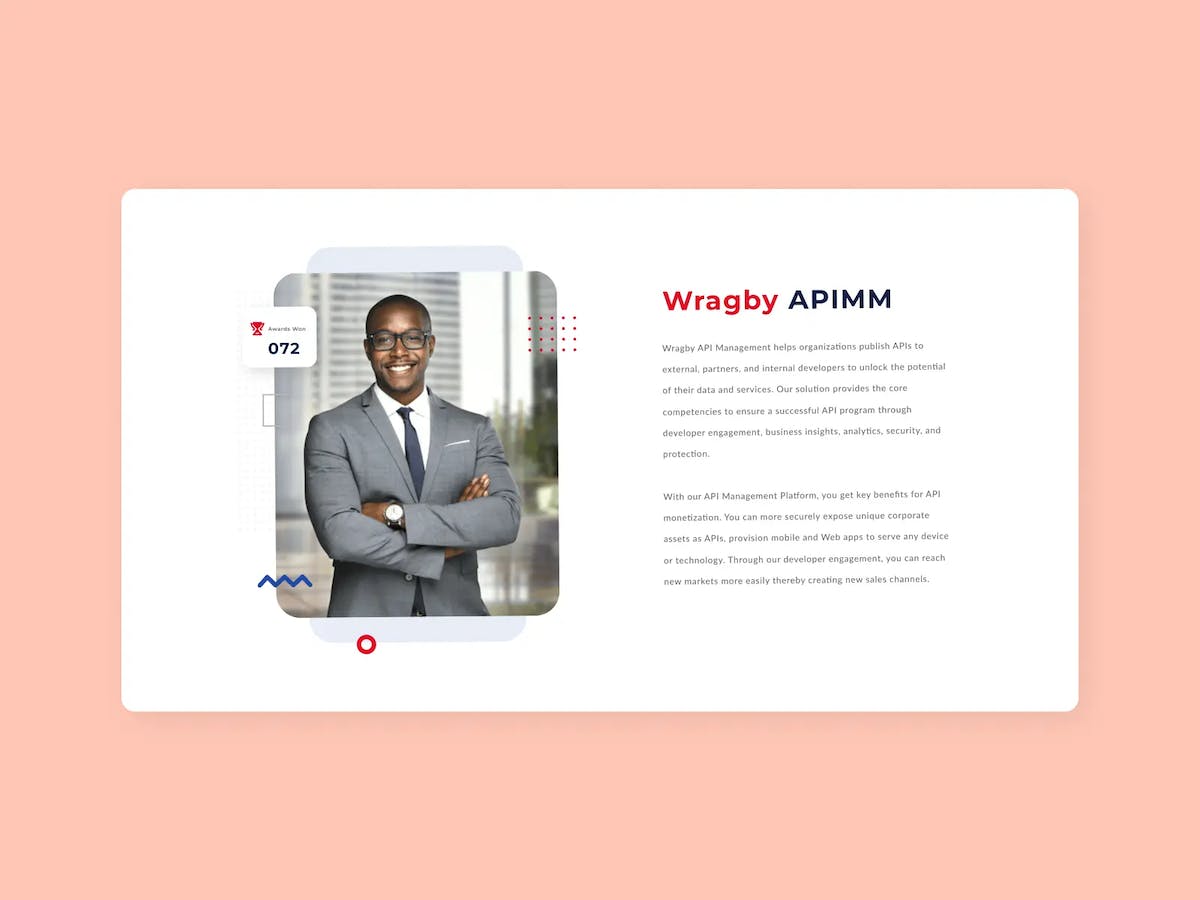 Awards Won
072
Wragby APIMM
Wragby API Management helps organizations publish APIs to
external, partners, and internal developers to unlock the potential
of their data and services. Our solution provides the core
competencies to ensure a successful API program through
developer engagement, business insights, analytics, security, and
protection.
With our API Management Platform, you get key benefits for API
monetization. You can more securely expose unique corporate
assets as APIs, provision mobile and Web apps to serve any device
or technology. Through our developer engagement, you can reach
new markets more easily thereby creating new sales channels.